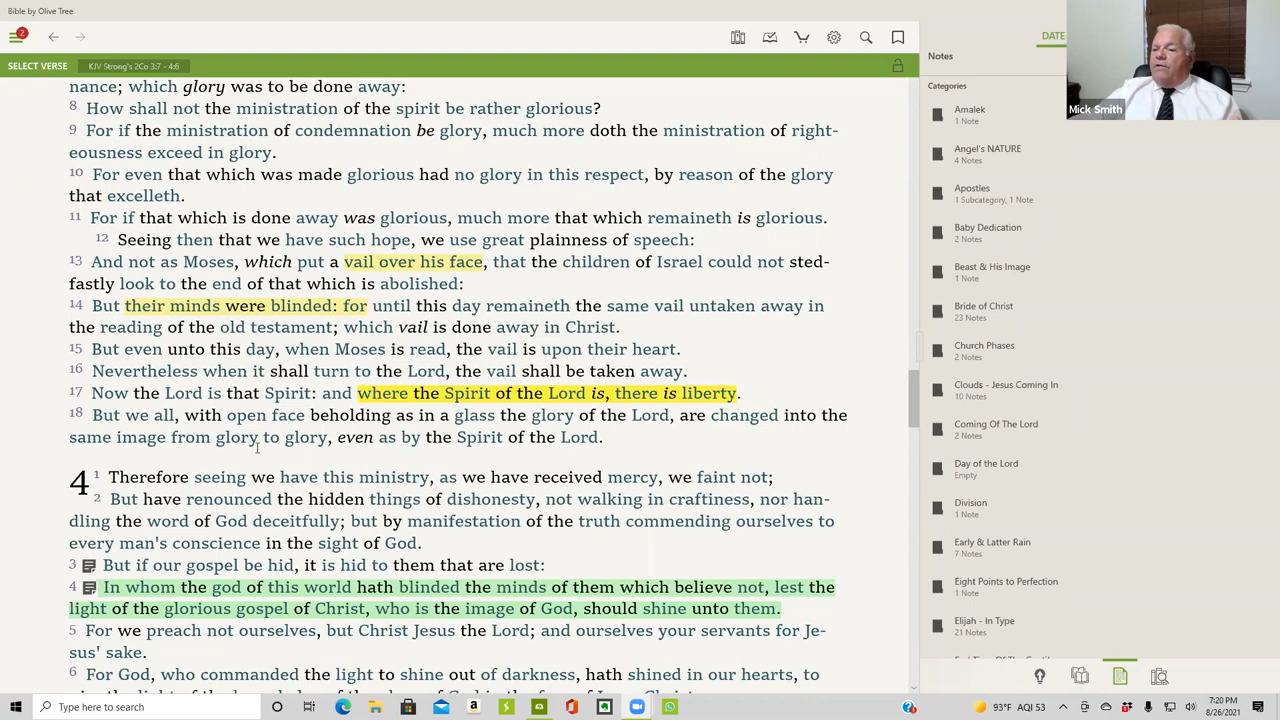 Bible by Olive Tree
2
SELECT VERSE
KJV Strong's 2Co 3:7 - 4:6
nance; which glory was to be done away:
8 How shall not the ministration of the spirit be rather glorious?
9 For if the ministration of condemnation be glory, much more doth the ministration of right-
eousness exceed in glory.
10 For even that which was made glorious had no glory in this respect, by reason of the glory
that excelleth.
11 For if that which is done away was glorious, much more that which remaineth is glorious.
12 Seeing then that we have such hope, we use great plainness of speech:
13 And not as Moses, which put a vail over his face, that the children of Israel could not sted-
fastly look to the end of that which is abolished:
14 But their minds were blinded: for until this day remaineth the same vail untaken away in
the reading of the old testament; which vail is done away in Christ.
15 But even unto this day, when Moses is read, the vail is upon their heart.
16 Nevertheless when it shall turn to the Lord, the vail shall be taken away.
17 Now the Lord is that Spirit: and where the Spirit of the Lord is, there is liberty.
18 But we all, with open face beholding as in a glass the glory of the Lord, are changed into the
same image from glory to glory, even as by the Spirit of the Lord.
4 1 Therefore seeing we have this ministry, as we have received mercy, we faint not;
2 But have renounced the hidden things of dishonesty, not walking in craftiness, nor han-
dling the word of God deceitfully; but by manifestation of the truth commending ourselves to
every man's conscience in the sight of God.
3 But if our gospel be hid, it is hid to them that are lost:
4 In whom the god of this world hath blinded the minds of them which believe not, lest the
light of the glorious gospel of Christ, who is the image of God, should shine unto them.
5 For we preach not ourselves, but Christ Jesus the Lord; and ourselves your servants for Je-
sus' sake.
6 For God, who commanded the light to shine out of darkness, hath shined in our hearts, to
DATE
Notes
Categories
Amalek
1 Note
Angel's NATURE
4 Notes
Apostles
1 Subcategory, 1 Note
Baby Dedication
2 Notes
Beast & His Image
1 Note
Bride of Christ
23 Notes
Church Phases
2 Notes
Clouds - Jesus Coming In
10 Notes
Coming Of The Lord
2 Notes
Day of the Lord
Empty
Division
1 Note
Early & Latter Rain
7 Notes
Eight Points to Perfection
1 Note
Elijah - In Type
21 Notes
Mick Smith
Type here to search
93°F AQI 53
7:20 PM
8/26/2021